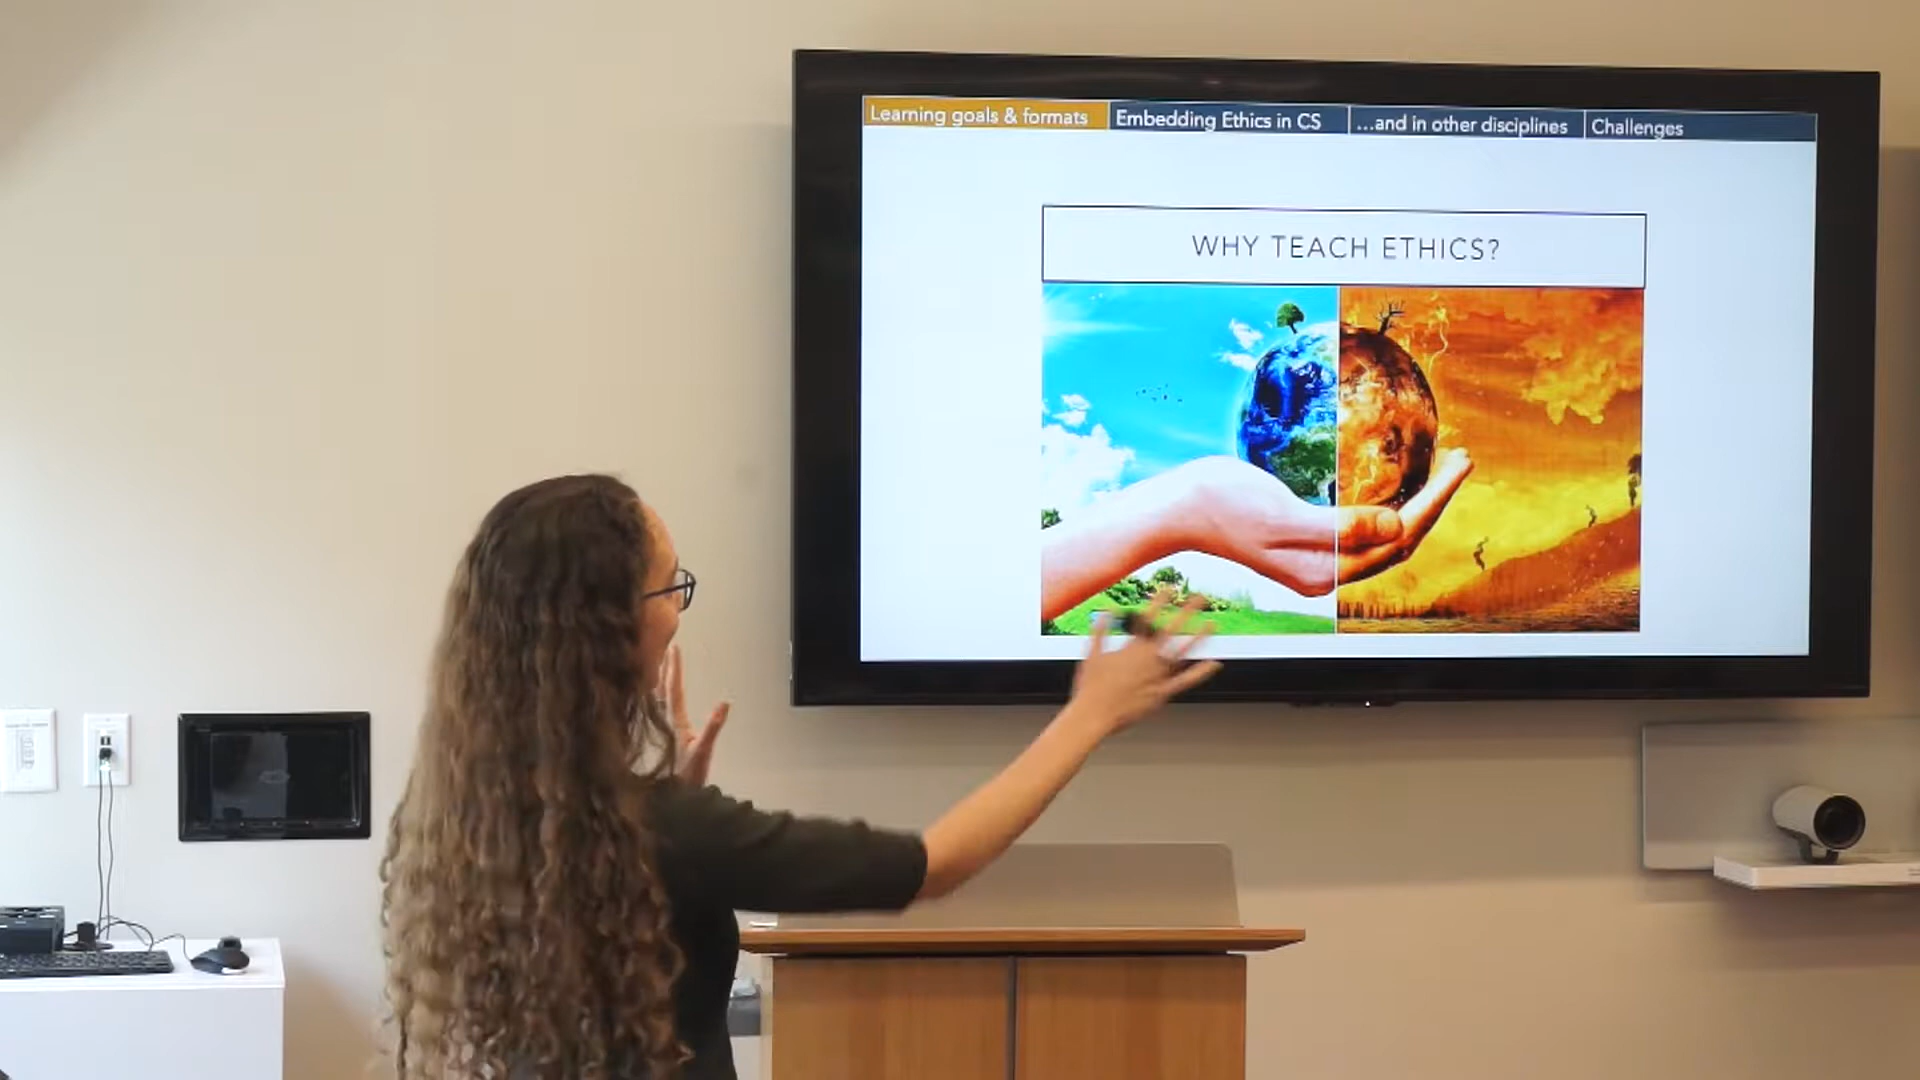 Learning goals & formats
Embedding Ethics in CS
...and in other disciplines
Challenges
WHY TEACH ETHICS?